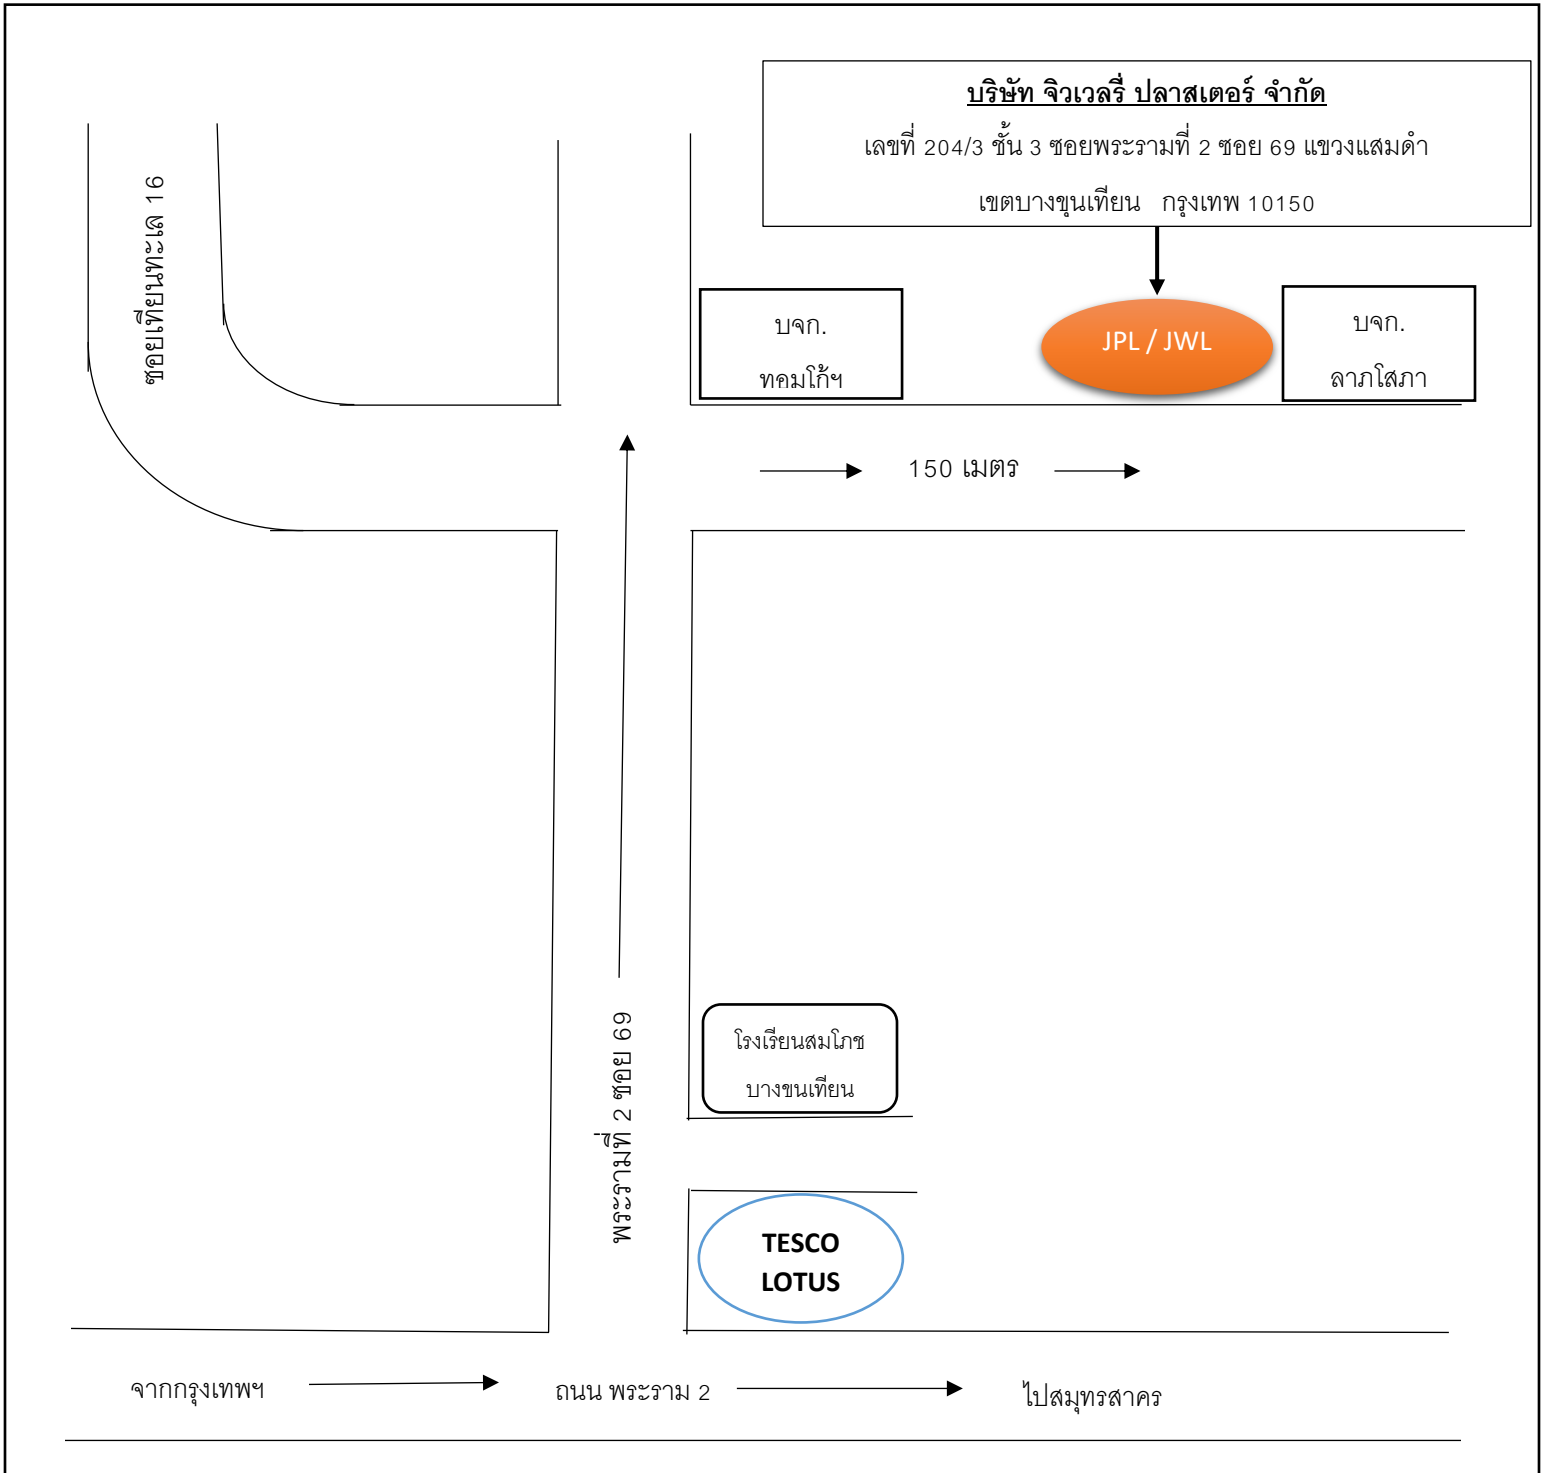 บริษัท จิวเวลรี่ ปลาสเตอร์ จำกัด
เลขที่ 204/3 ชั้น 3 ซอยพระรามที่ 2 ซอย 69 แขวงแสมดำ
เขตบางขุนเทียน กรุงเทพ 10150
ซอยเทียนทะเล 16
บจก.
ทคมโก้ฯ
JPL / JWL
บจก.
ลาภโสภา
150 เมตร
พระรามที่ 2 ซอย 69
โรงเรียนสมโภช
บางขนเทียน
TESCO
LOTUS
จากกรุงเทพฯ
ถนน พระราม 2
ไปสมุทรสาคร